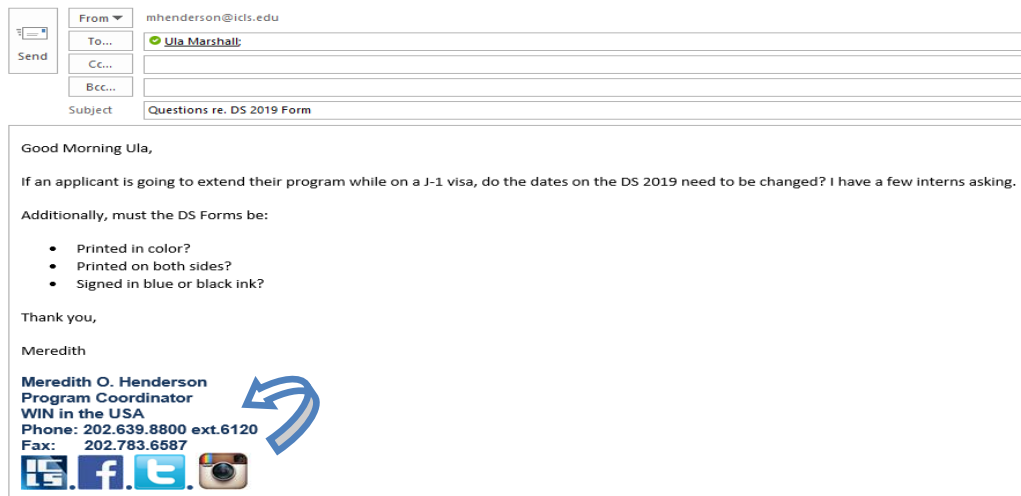 From
mhenderson@icls.edu
Send
To...
Ula Marshall;
Cc...
Bcc...
Subject
Questions re. DS 2019 Form
Good Morning Ula,
If an applicant is going to extend their program while on a J-1 visa, do the dates on the DS 2019 need to be changed? I have a few interns asking.
Additionally, must the DS Forms be:
• Printed in color?
• Printed on both sides?
• Signed in blue or black ink?
Thank you,
Meredith
Meredith O. Henderson
Program Coordinator
WIN in the USA
Phone: 202.639.8800 ext.6120
Fax: 202.783.6587
ICLS . f . t .